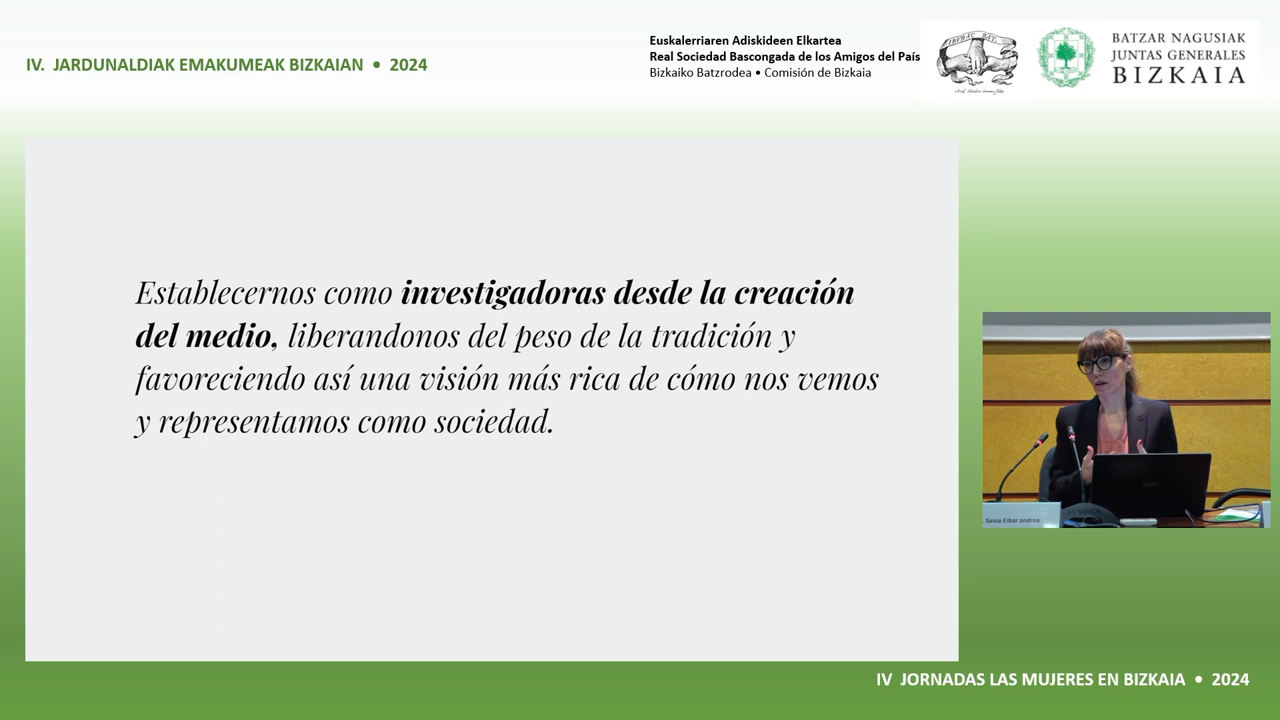 IV. JARDUNALDIAK EMAKUMEAK BIZKAIAN • 2024
Euskalerriaren Adiskideen Elkartea
Real Sociedad Bascongada de los Amigos del País
Bizkaiko Batzrodea • Comisión de Bizkaia
BATZAR NAGUSIAK
JUNTAS GENERALES
BIZKAIA
Establecernos como investigadoras desde la creación
del medio, liberandonos del peso de la tradición y
favoreciendo así una visión más rica de cómo nos vemos
y representamos como sociedad.
Saioa Eibar andrea
IV JORNADAS LAS MUJERES EN BIZKAIA • 2024